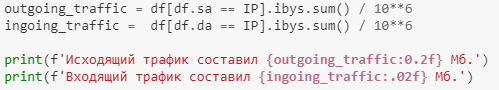 outgoing_traffic = df[df.sa == IP].ibys.sum() / 10**6
ingoing_traffic =  df[df.da == IP].ibys.sum() / 10**6

print(f'Исходящий трафик составил {outgoing_traffic:0.2f} Мб.')
print(f'Входящий трафик составил {ingoing_traffic:.02f} Мб.')